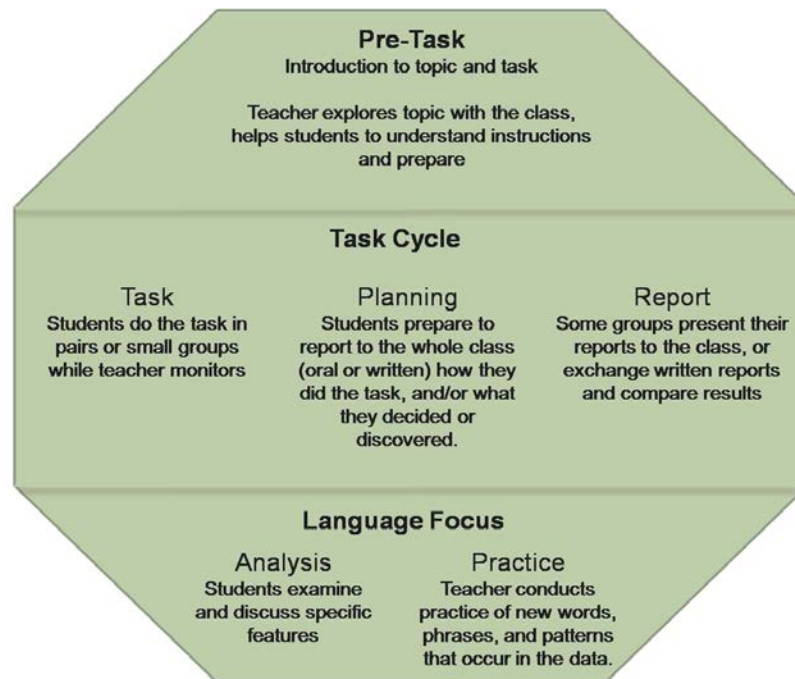 Pre-Task
Introduction to topic and task
Teacher explores topic with the class,
helps students to understand instructions
and prepare
Task Cycle
Task
Students do the task in
pairs or small groups
while teacher monitors
Planning
Students prepare to
report to the whole class
(oral or written) how they
did the task, and/or what
they decided or
discovered.
Report
Some groups present their
reports to the class, or
exchange written reports
and compare results
Language Focus
Analysis
Students examine
and discuss specific
features
Practice
Teacher conducts
practice of new words,
phrases, and patterns
that occur in the data.